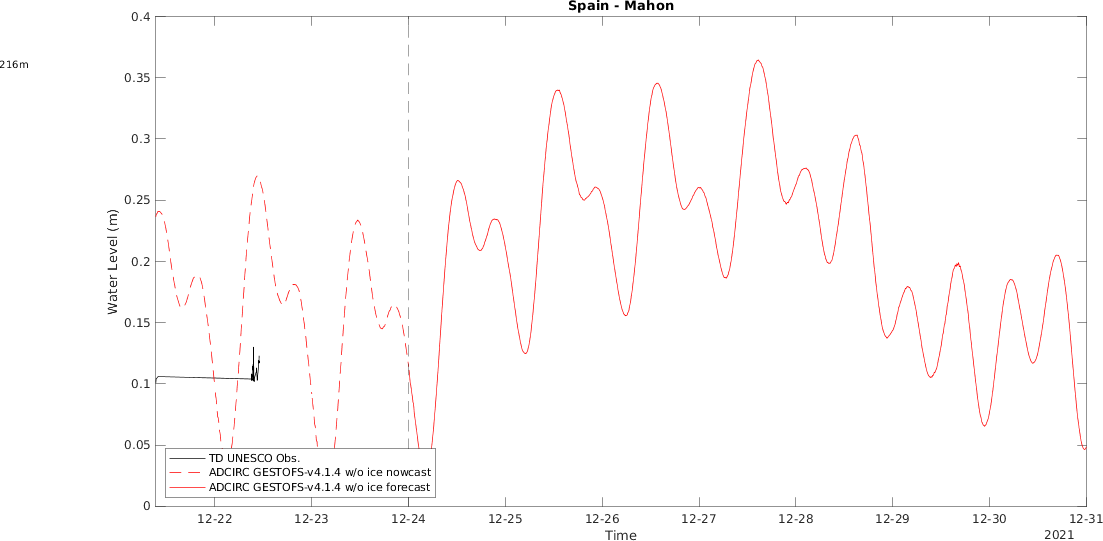 Spain - Mahon
216m
0.4
0.35
0.3
0.25
0.2
0.15
0.1
0.05
0
Water Level (m)
TD UNESCO Obs.
ADCIRC GESTOFS-v4.1.4 w/o ice nowcast
ADCIRC GESTOFS-v4.1.4 w/o ice forecast
12-22 12-23 12-24 12-25 12-26 12-27 12-28 12-29 12-30 12-31
Time
2021